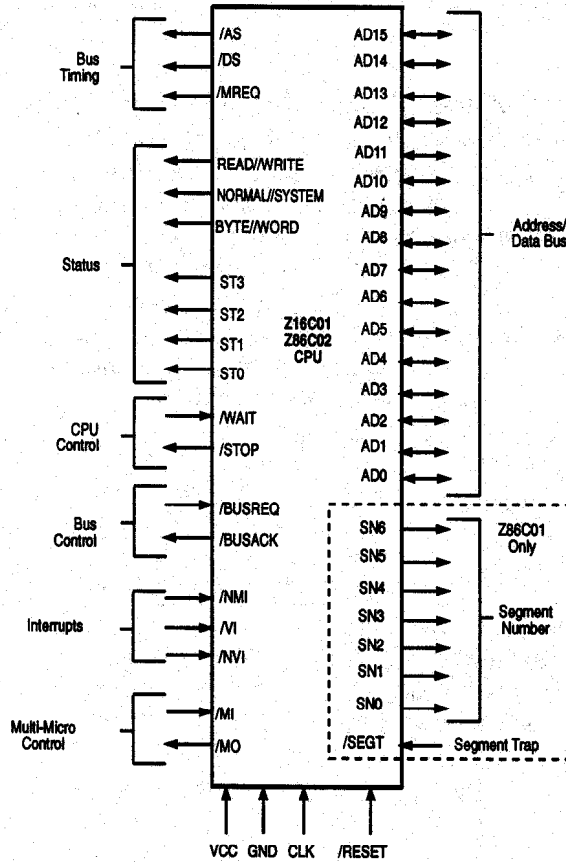 Bus
Timing
/AS
/DS
/MREQ
Status
READ//WRITE
NORMAL//SYSTEM
BYTE//WORD
ST3
ST2
ST1
ST0
CPU
Control
/WAIT
/STOP
Bus
Control
/BUSREQ
/BUSACK
Interrupts
/NMI
/VI
/NVI
Multi-Micro
Control
/MI
/MO
Z16C01
Z86C02
CPU
AD15
AD14
AD13
AD12
AD11
AD10
AD9
AD8
AD7
AD6
AD5
AD4
AD3
AD2
AD1
AD0
Address/
Data Bus
SN6
SN5
SN4
SN3
SN2
SN1
SN0
Z86C01
Only
Segment
Number
/SEGT
Segment Trap
VCC GND CLK /RESET